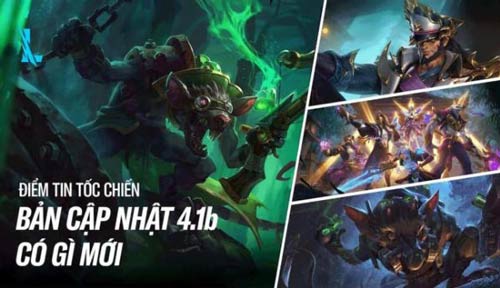 ĐIỂM TIN TỐC CHIẾN
BẢN CẬP NHẬT 4.1b
CÓ GÌ MỚI